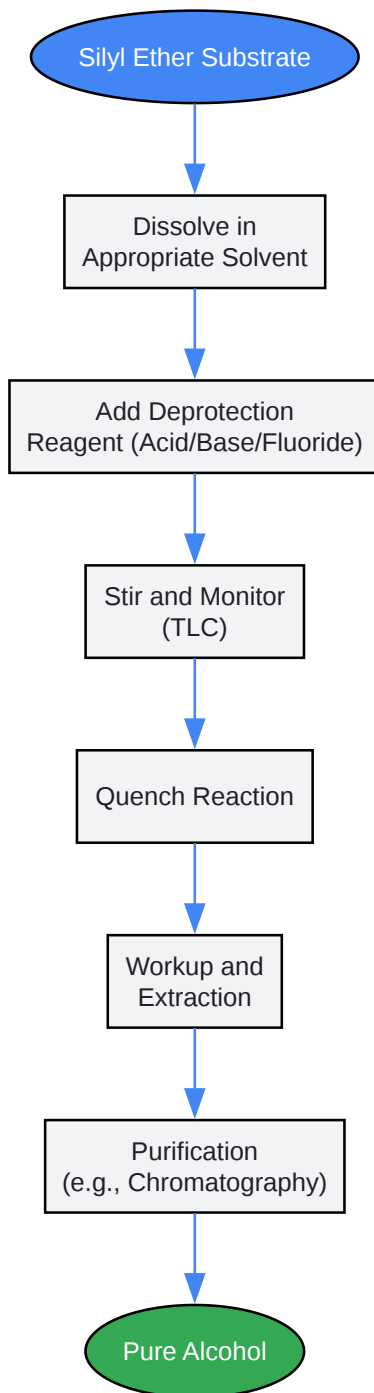 Silyl Ether Substrate
Dissolve in
Appropriate Solvent
Add Deprotection
Reagent (Acid/Base/Fluoride)
Stir and Monitor
(TLC)
Quench Reaction
Workup and
Extraction
Purification
(e.g., Chromatography)
Pure Alcohol